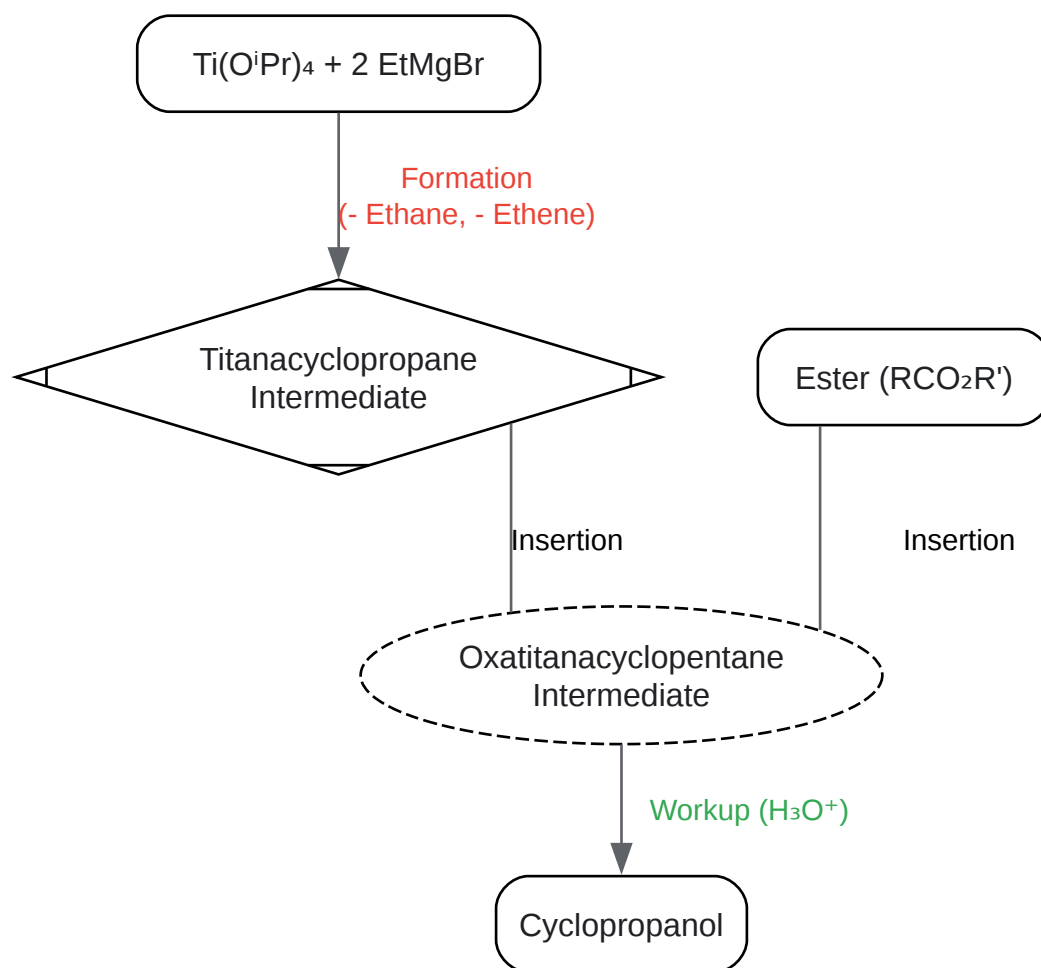 Ti(OⁱPr)₄ + 2 EtMgBr
Formation
(- Ethane, - Ethene)
Titanacyclopropane
Intermediate
Ester (RCO₂R')
Insertion
Insertion
Oxatitanacyclopentane
Intermediate
Workup (H₃O⁺)
Cyclopropanol